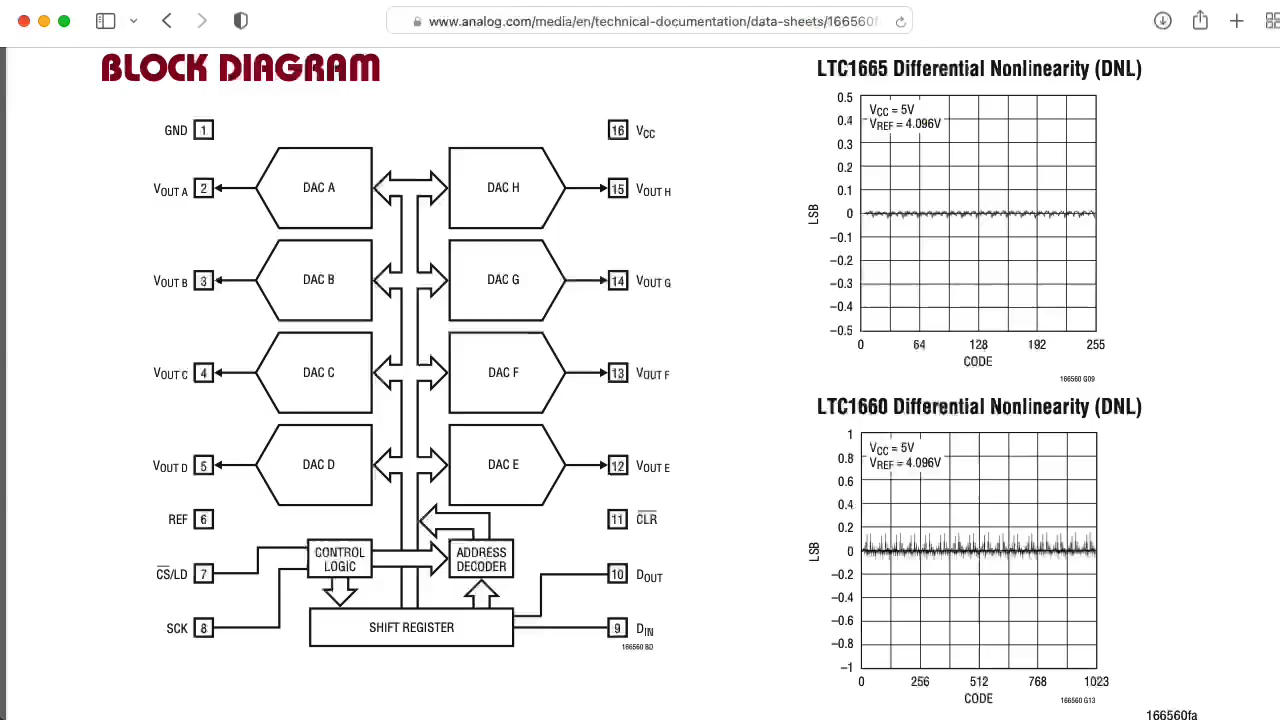 www.analog.com/media/en/technical-documentation/data-sheets/166560f
BLOCK DIAGRAM
GND 1
16 VCC
VOUT A 2
DAC A
DAC H
15 VOUT H
VOUT B 3
DAC B
DAC G
14 VOUT G
VOUT C 4
DAC C
DAC F
13 VOUT F
VOUT D 5
DAC D
DAC E
12 VOUT E
REF 6
11 CLR
CONTROL
LOGIC
ADDRESS
DECODER
CS/LD 7
10 DOUT
SCK 8
SHIFT REGISTER
9 DIN
166560 BD
LTC1665 Differential Nonlinearity (DNL)
VCC = 5V
VREF = 4.096V
0.5
0.4
0.3
0.2
0.1
0
–0.1
–0.2
–0.3
–0.4
–0.5
LSB
0 64 128 192 255
CODE
166560 G09
LTC1660 Differential Nonlinearity (DNL)
VCC = 5V
VREF = 4.096V
1
0.8
0.6
0.4
0.2
0
–0.2
–0.4
–0.6
–0.8
–1
LSB
0 256 512 768 1023
CODE
166560 G13
166560fa